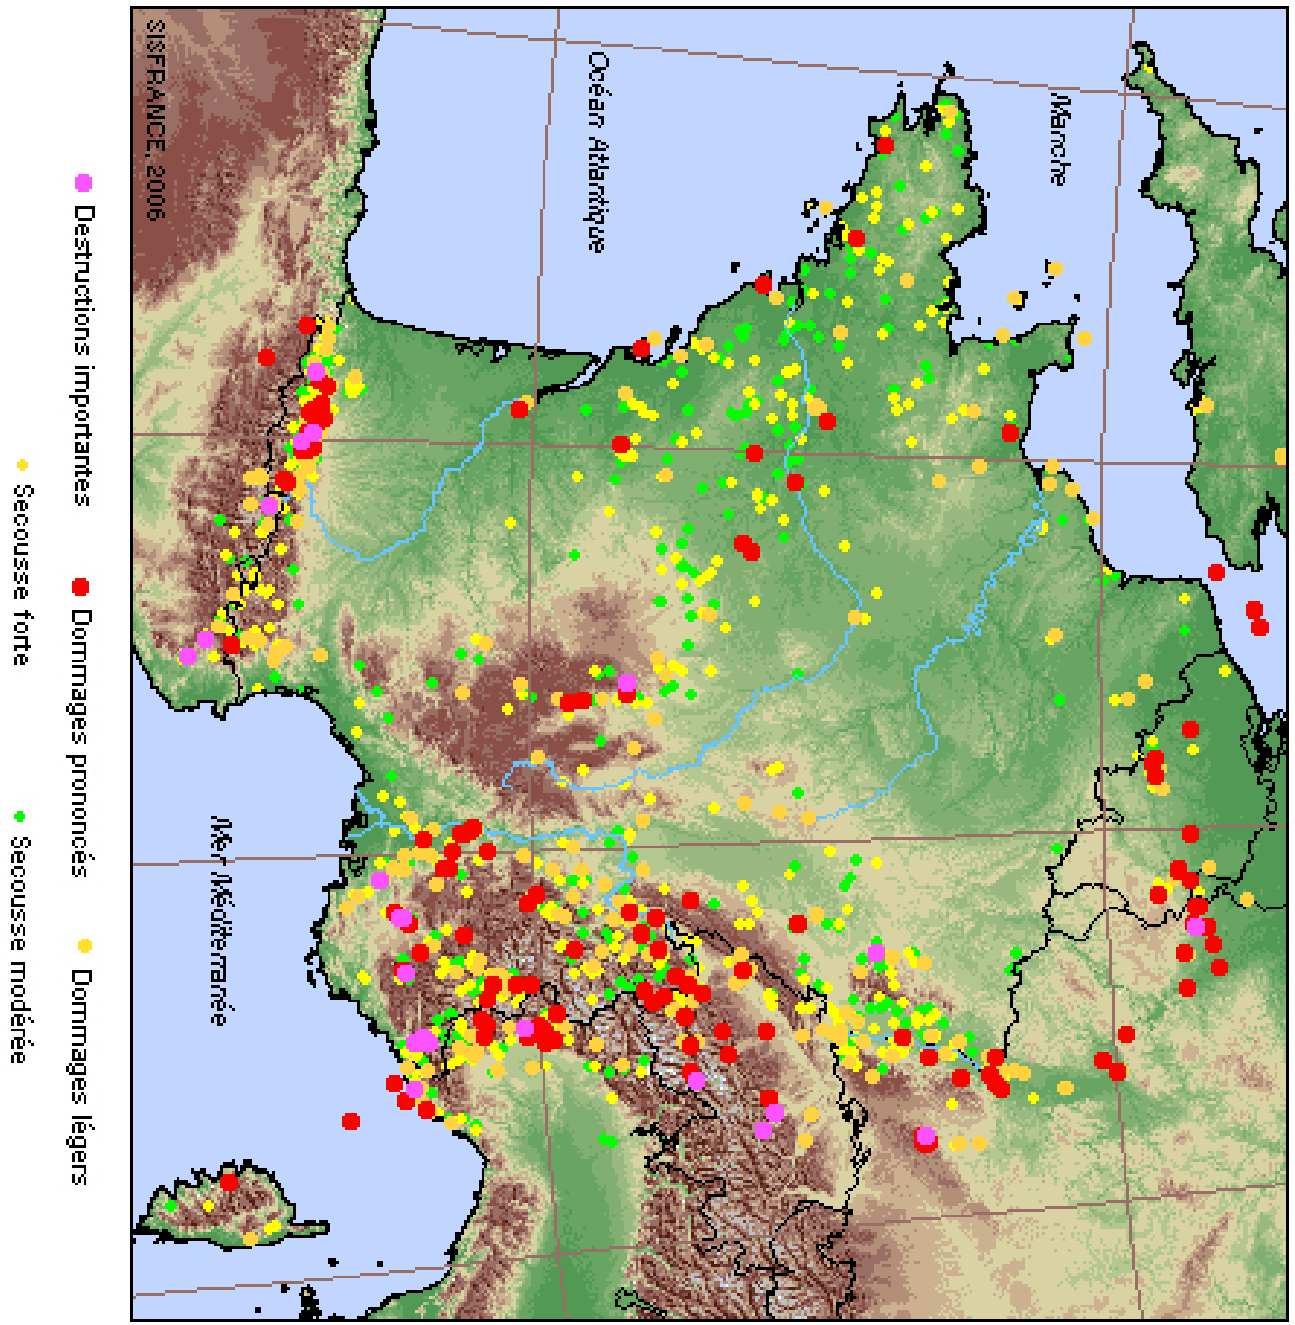 Manche
Océan Atlantique
SISFRANCE, 2006
Mer Méditerranée
Destructions importantes
Dommages prononcés
Dommages légers
Secousse forte
Secousse modérée